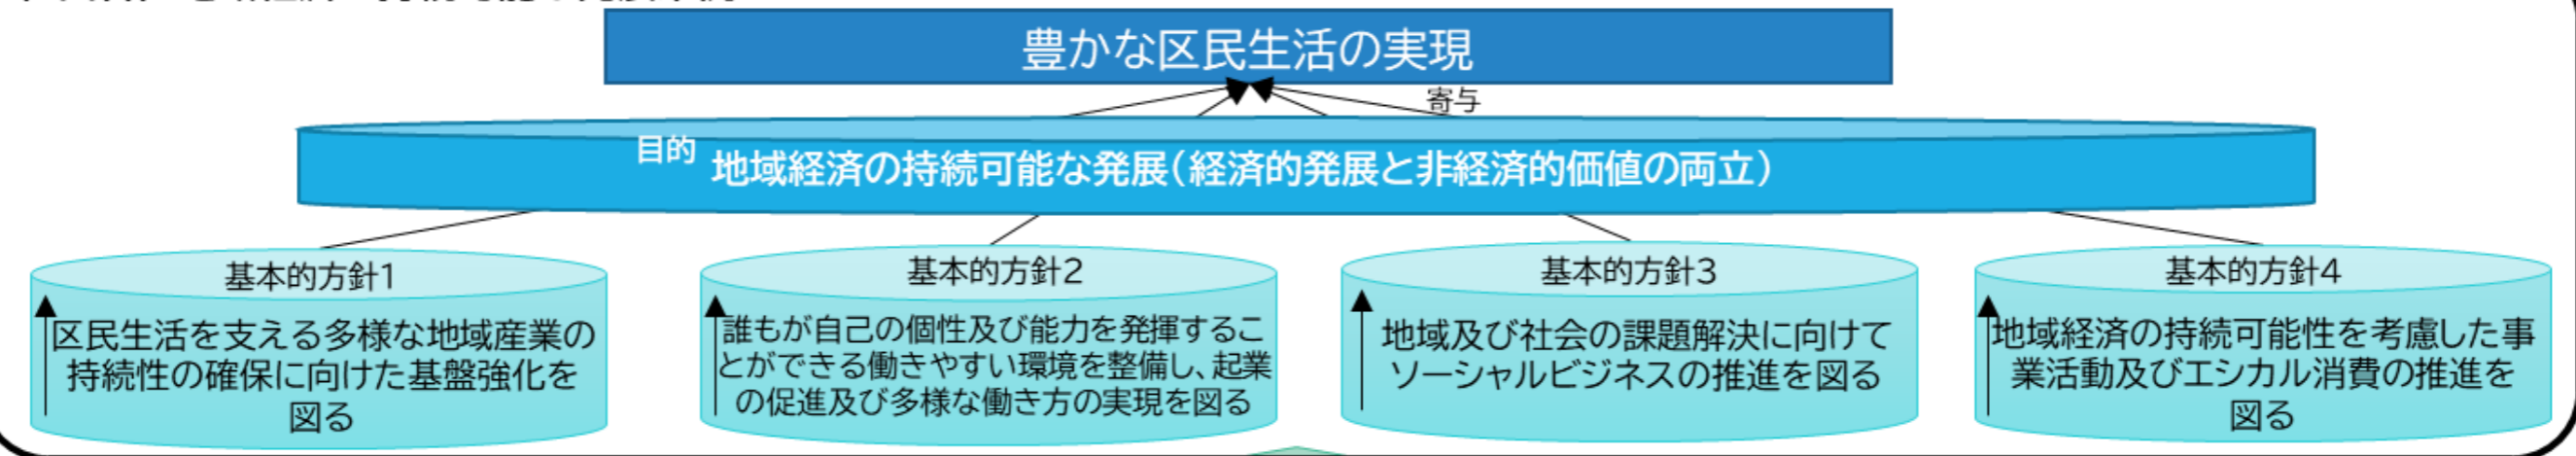 豊かな区民生活の実現
寄与
目的
地域経済の持続可能な発展（経済的発展と非経済的価値の両立）
基本的方針1
区民生活を支える多様な地域産業の
持続性の確保に向けた基盤強化を
図る
基本的方針2
誰もが自己の個性及び能力を発揮するこ
とができる働きやすい環境を整備し、起業
の促進及び多様な働き方の実現を図る
基本的方針3
地域及び社会の課題解決に向けて
ソーシャルビジネスの推進を図る
基本的方針4
地域経済の持続可能性を考慮した事
業活動及びエシカル消費の推進を
図る